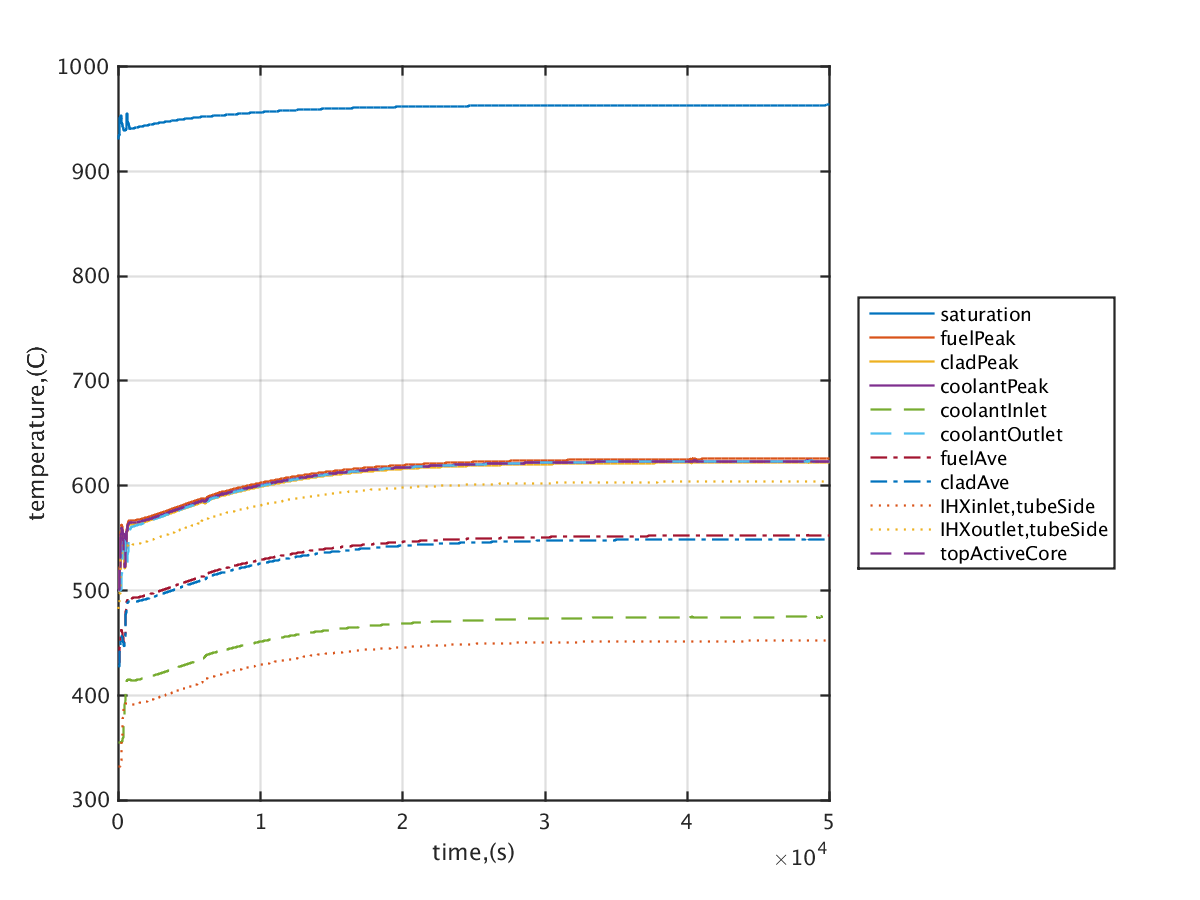 1000
900
800
700
600
500
400
300
0
1
2
3
4
5
×10^4
time,(s)
temperature,(C)
saturation
fuelPeak
cladPeak
coolantPeak
coolantInlet
coolantOutlet
fuelAve
cladAve
IHXinlet,tubeSide
IHXoutlet,tubeSide
topActiveCore